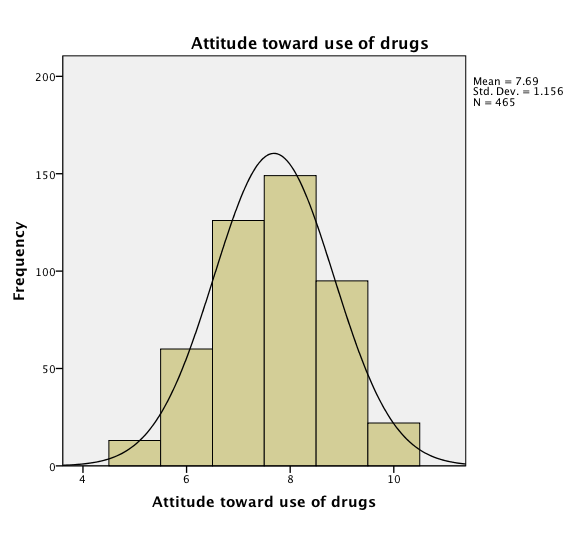 Attitude toward use of drugs
Mean = 7.69
Std. Dev. = 1.156
N = 465
200
150
100
50
0
Frequency
4 6 8 10
Attitude toward use of drugs